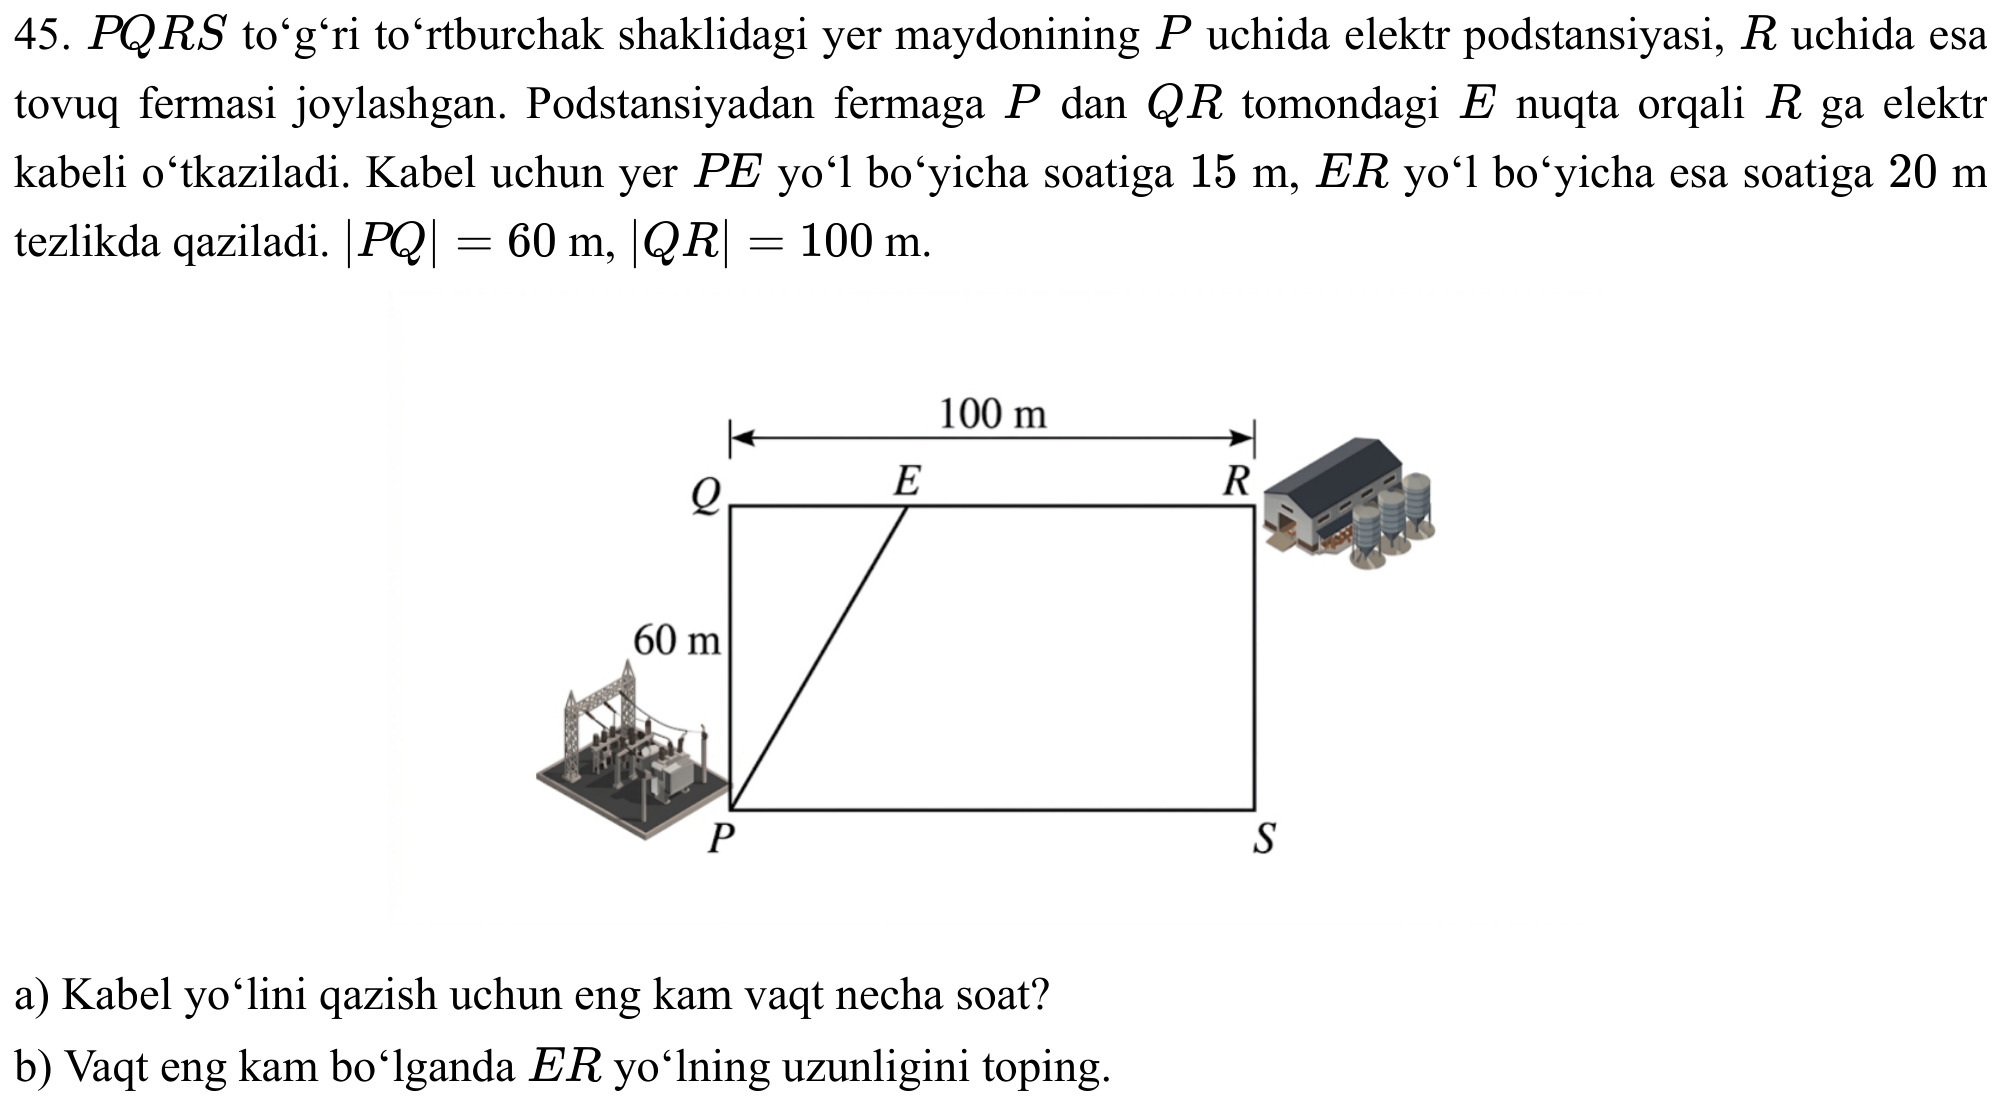 45. PQRS to‘g‘ri to‘rtburchak shaklidagi yer maydonining P uchida elektr podstansiyasi, R uchida esa
tovuq fermasi joylashgan. Podstansiyadan fermaga P dan QR tomondagi E nuqta orqali R ga elektr
kabeli o‘tkaziladi. Kabel uchun yer PE yo‘l bo‘yicha soatiga 15 m, ER yo‘l bo‘yicha esa soatiga 20 m
tezlikda qaziladi. |PQ| = 60 m, |QR| = 100 m.
100 m
Q E R
60 m
P S
a) Kabel yo‘lini qazish uchun eng kam vaqt necha soat?
b) Vaqt eng kam bo‘lganda ER yo‘lning uzunligini toping.